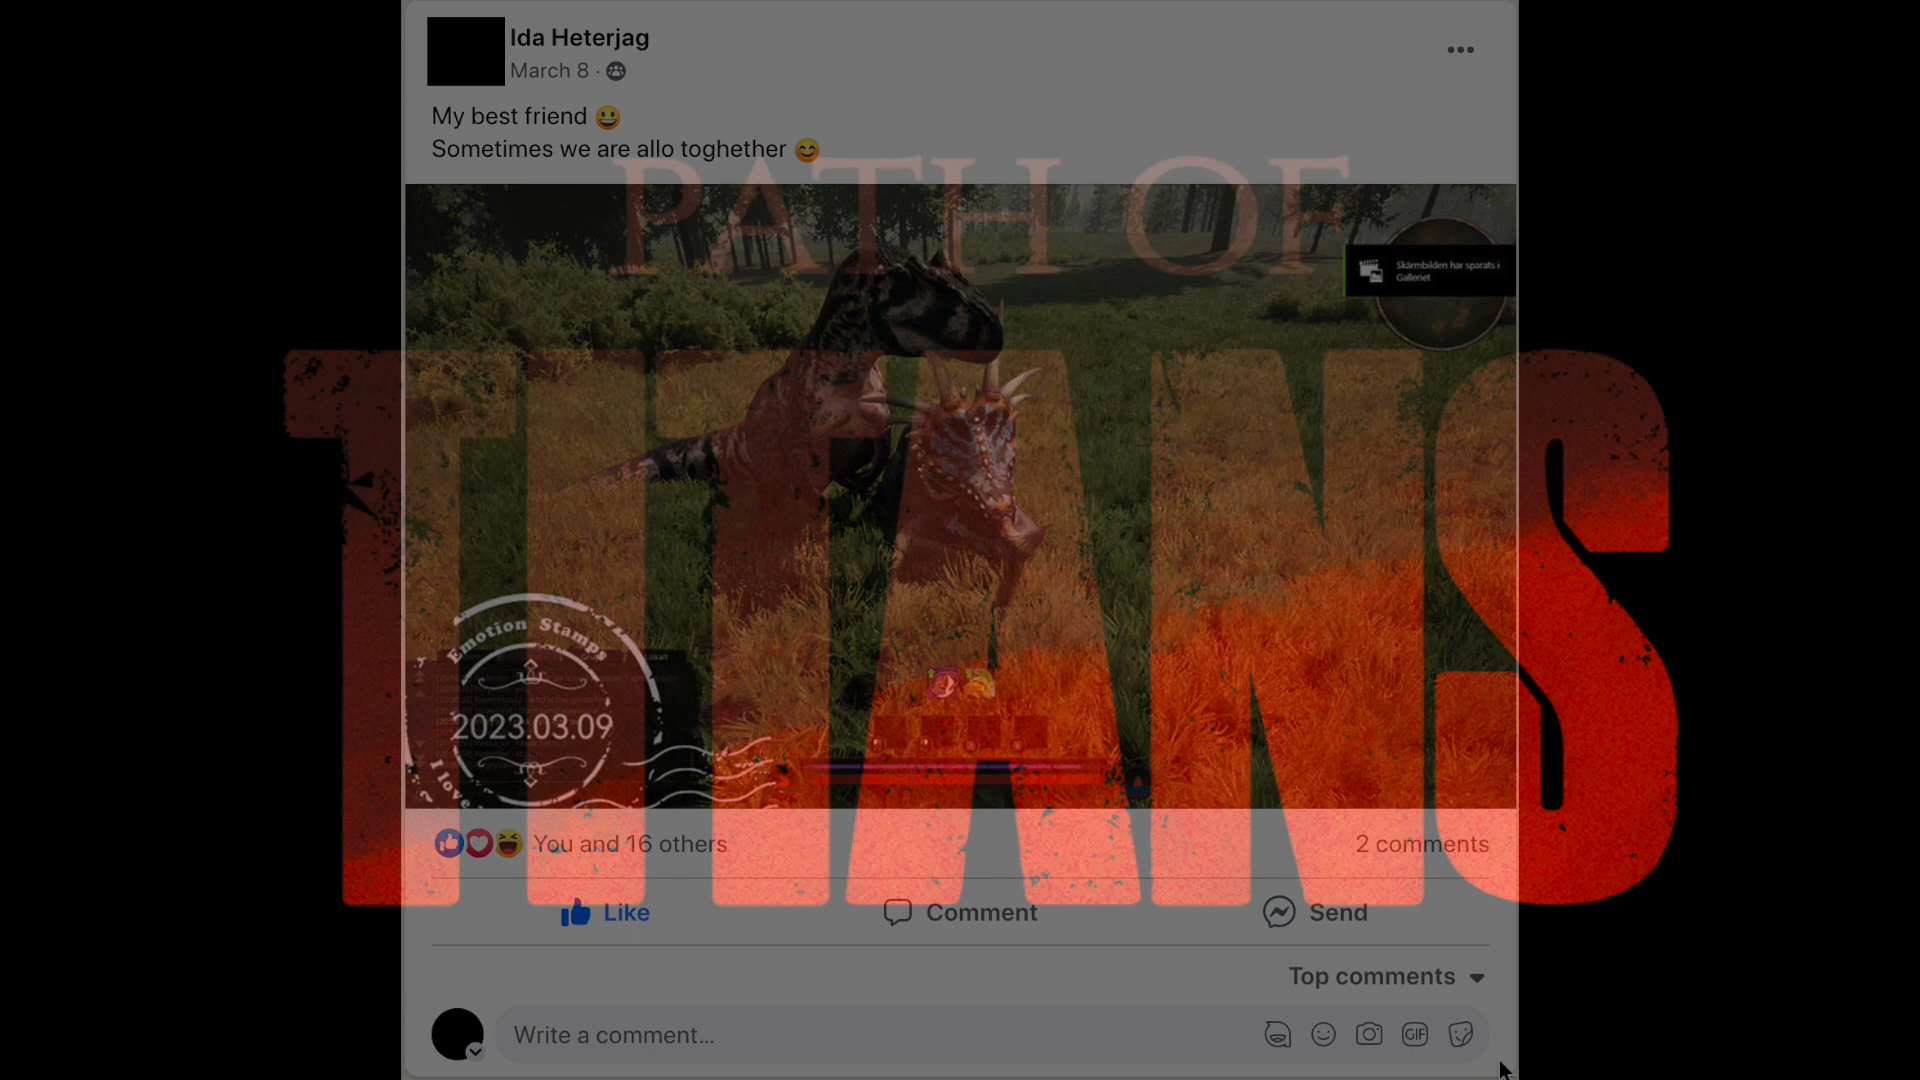 Ida Heterjag
March 8 ·
My best friend 😀
Sometimes we are allo toghether 😊
PATH OF
TITANS
Skärmbilden har sparats i
Galleriet
Lokalt
Emotion Stamps
2023.03.09
I love
You and 16 others
2 comments
Like
Comment
Send
Top comments
Write a comment...
GIF